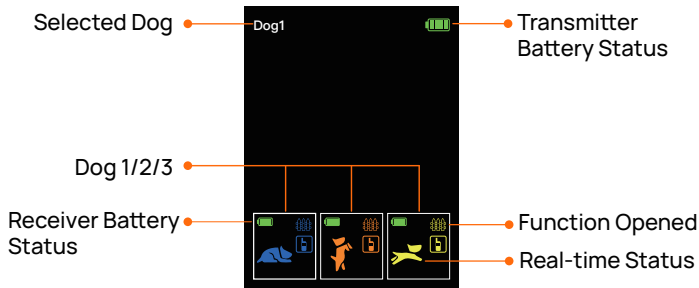 Selected Dog
Dog1
Transmitter
Battery Status
Dog 1/2/3
Receiver Battery
Status
Function Opened
Real-time Status